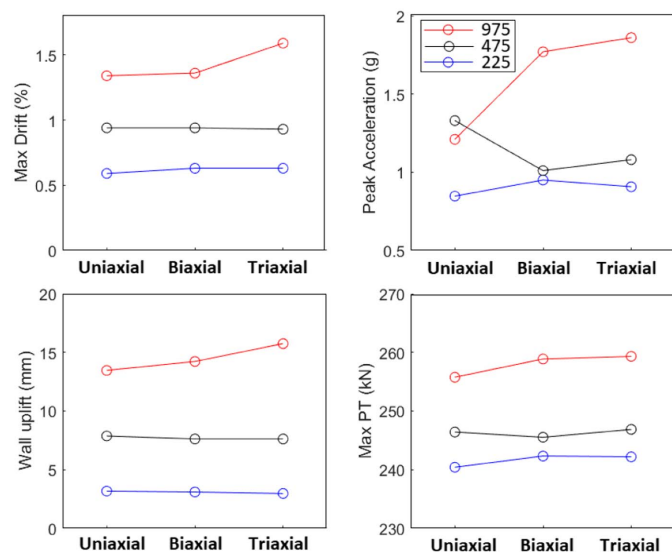 Max Drift (%)
1.5
1
0.5
0
Uniaxial Biaxial Triaxial
Peak Acceleration (g)
2
1.5
1
0.5
975
475
225
Uniaxial Biaxial Triaxial
Wall uplift (mm)
20
15
10
5
0
Uniaxial Biaxial Triaxial
Max PT (kN)
270
260
250
240
230
Uniaxial Biaxial Triaxial